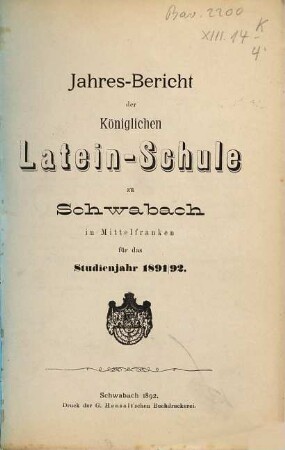 Bav. 2200
XIII. 14 K
4°
Jahres-Bericht
der
Königlichen
Latein-Schule
zu
Schwabach
in Mittelfranken
für das
Studienjahr 1891/92.
Schwabach 1892.
Druck der G. Hensolt'schen Buchdruckerei.